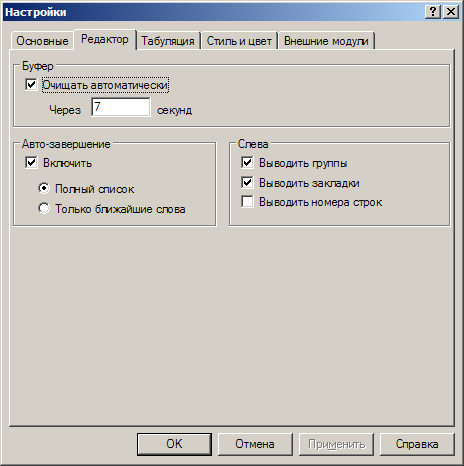 Настройки
Основные Редактор Табуляция Стиль и цвет Внешние модули
Буфер
Очищать автоматически
Через 7 секунд
Авто-завершение
Включить
Полный список
Только ближайшие слова
Слева
Выводить группы
Выводить закладки
Выводить номера строк
OK Отмена Применить Справка